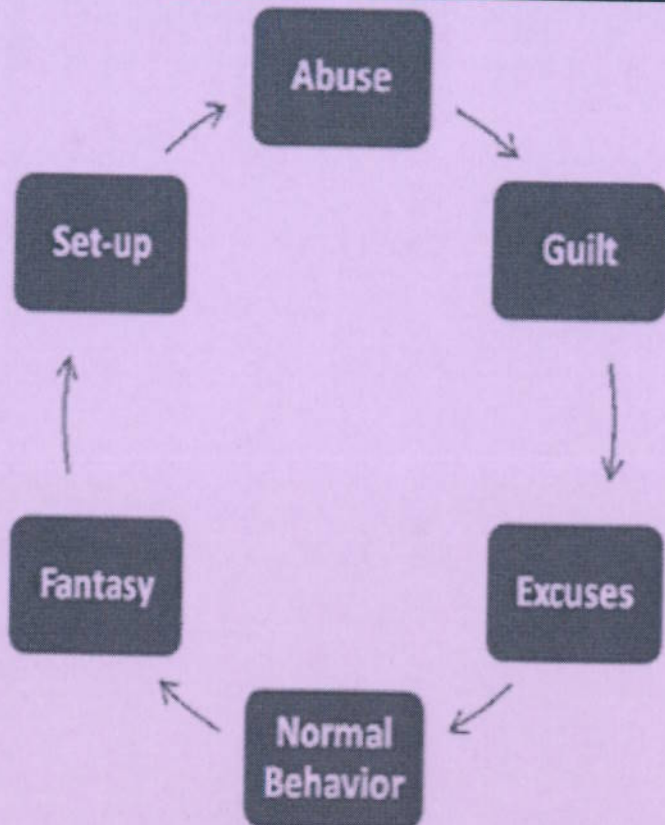 Abuse
Guilt
Excuses
Normal
Behavior
Fantasy
Set-up